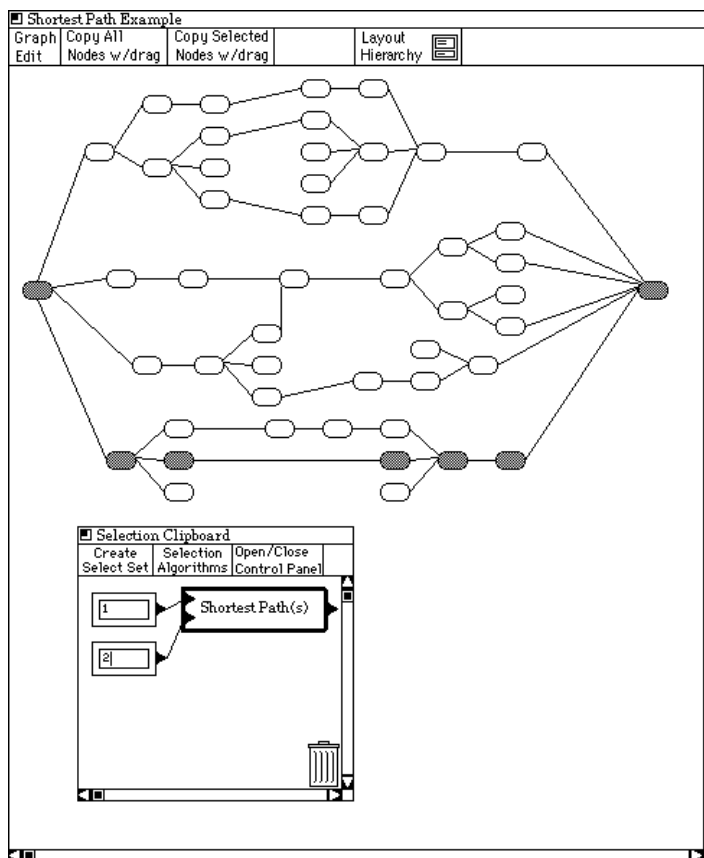 Shortest Path Example
Graph Copy All Copy Selected Layout
Edit Nodes w/drag Nodes w/drag Hierarchy
Selection Clipboard
Create Selection Open/Close
Select Set Algorithms Control Panel
1 Shortest Path(s)
2